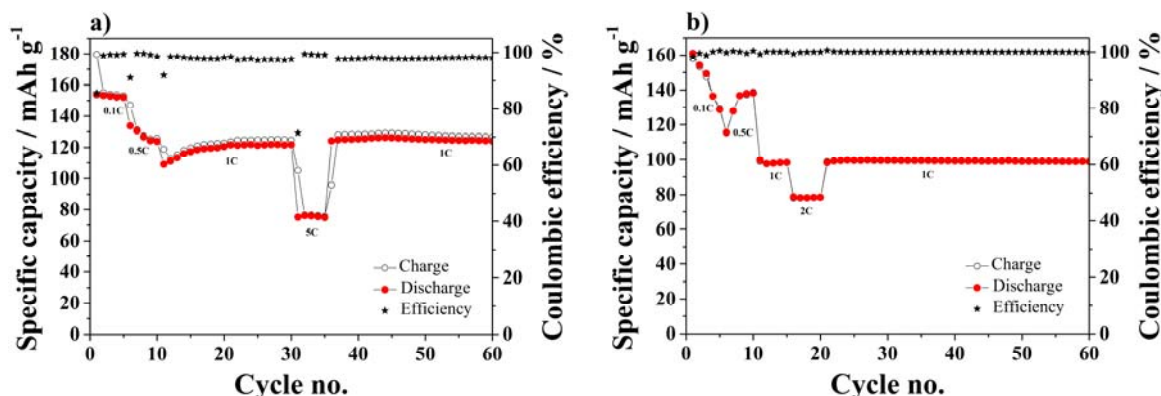 a)
Specific capacity / mAh g⁻¹
180
160
140
120
100
80
60
40
20
0
0.1C
0.5C
1C
5C
1C
Charge
Discharge
Efficiency
100
80
60
40
20
0
Coulombic efficiency / %
0 10 20 30 40 50 60
Cycle no.
b)
Specific capacity / mAh g⁻¹
160
140
120
100
80
60
40
20
0
0.1C
0.5C
1C
2C
1C
Charge
Discharge
Efficiency
100
80
60
40
20
0
Coulombic efficiency / %
0 10 20 30 40 50 60
Cycle no.